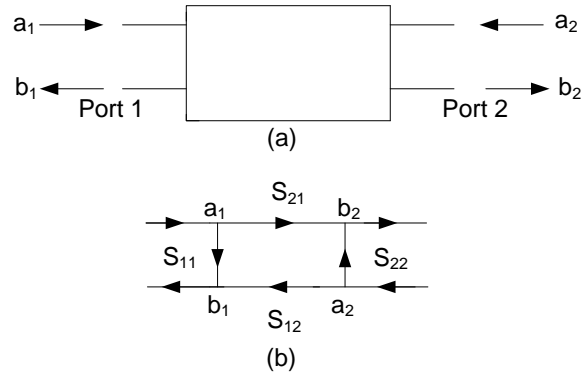 a₁ a₂
b₁ b₂
Port 1 Port 2
(a)
S₂₁
a₁ b₂
S₁₁ S₂₂
b₁ a₂
S₁₂
(b)